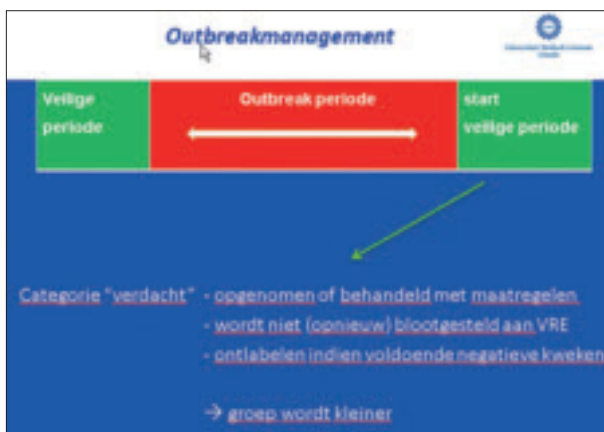 Outbreakmanagement
Veilige
periode
Outbreak periode
start
veilige periode
Categorie "verdacht" - opgenomen of behandeld met maatregelen
- wordt niet (opnieuw) blootgesteld aan VRE
- ontlabelen indien voldoende negatieve kweken
→ groep wordt kleiner